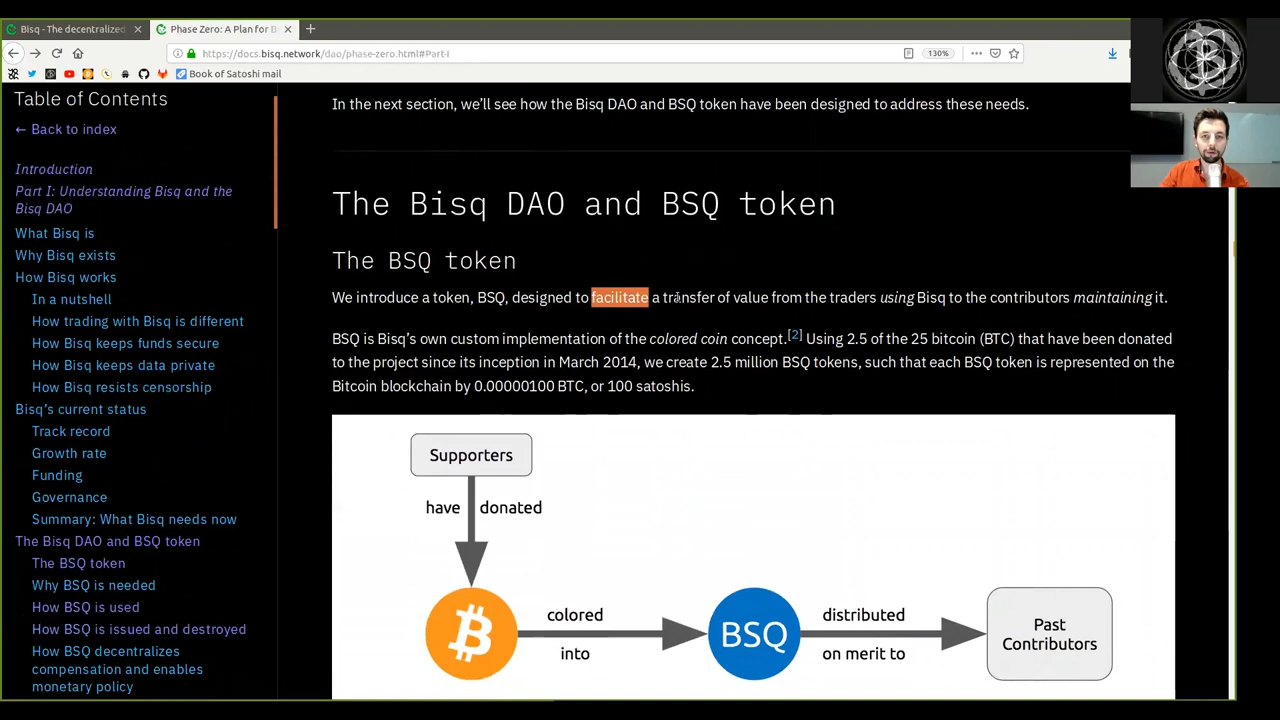 Bisq - The decentralized
Phase Zero: A Plan for B
https://docs.bisq.network/dao/phase-zero.html#Part-I
130%
Book of Satoshi mail
Table of Contents
← Back to index
Introduction
Part I: Understanding Bisq and the
Bisq DAO
What Bisq is
Why Bisq exists
How Bisq works
In a nutshell
How trading with Bisq is different
How Bisq keeps funds secure
How Bisq keeps data private
How Bisq resists censorship
Bisq's current status
Track record
Growth rate
Funding
Governance
Summary: What Bisq needs now
The Bisq DAO and BSQ token
The BSQ token
Why BSQ is needed
How BSQ is used
How BSQ is issued and destroyed
How BSQ decentralizes
compensation and enables
monetary policy
In the next section, we'll see how the Bisq DAO and BSQ token have been designed to address these needs.
The Bisq DAO and BSQ token
The BSQ token
We introduce a token, BSQ, designed to facilitate a transfer of value from the traders using Bisq to the contributors maintaining it.
BSQ is Bisq's own custom implementation of the colored coin concept.[2] Using 2.5 of the 25 bitcoin (BTC) that have been donated
to the project since its inception in March 2014, we create 2.5 million BSQ tokens, such that each BSQ token is represented on the
Bitcoin blockchain by 0.00000100 BTC, or 100 satoshis.
Supporters
have donated
colored
into
BSQ
distributed
on merit to
Past
Contributors